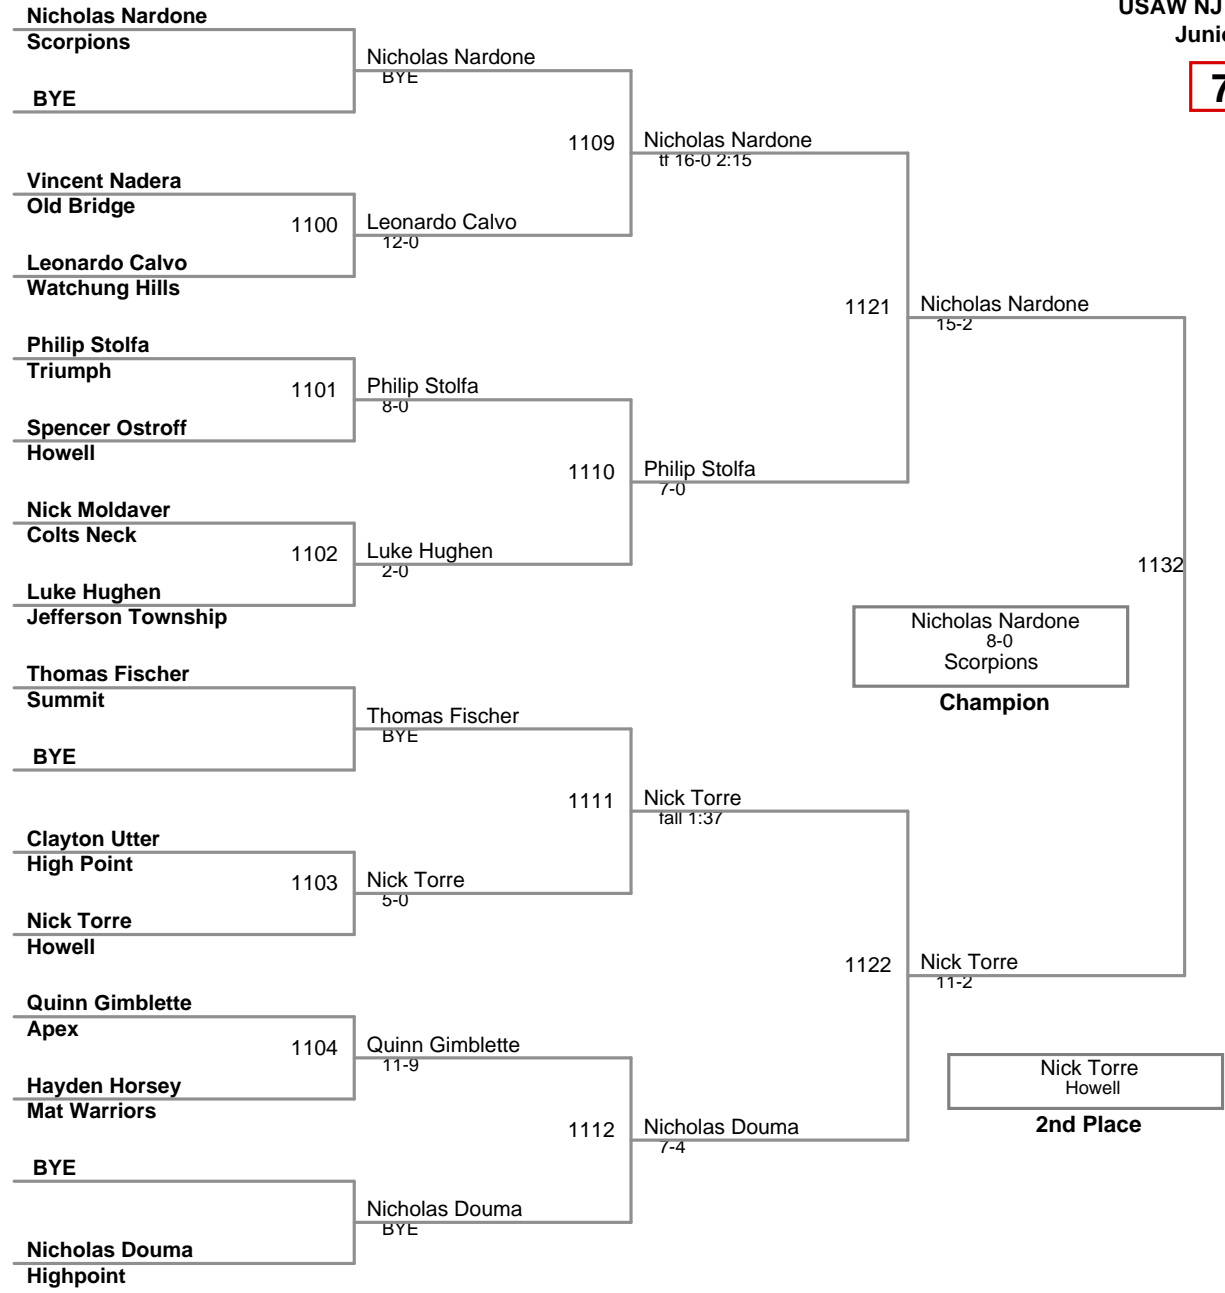 USAW NJ
Nicholas Nardone
Scorpions
BYE
Nicholas Nardone
BYE
1109
Nicholas Nardone
tf 16-0 2:15
7
Vincent Nadera
Old Bridge
1100
Leonardo Calvo
12-0
Leonardo Calvo
Watchung Hills
1121
Nicholas Nardone
15-2
Philip Stolfa
Triumph
1101
Philip Stolfa
8-0
Spencer Ostroff
Howell
1110
Philip Stolfa
7-0
Nick Moldaver
Colts Neck
1102
Luke Hughen
2-0
Luke Hughen
Jefferson Township
1132
Nicholas Nardone
8-0
Scorpions
Champion
Thomas Fischer
Summit
BYE
Thomas Fischer
BYE
1111
Nick Torre
fall 1:37
Clayton Utter
High Point
1103
Nick Torre
5-0
Nick Torre
Howell
1122
Nick Torre
11-2
Quinn Gimblette
Apex
1104
Quinn Gimblette
11-9
Hayden Horsey
Mat Warriors
1112
Nicholas Douma
7-4
Nick Torre
Howell
2nd Place
BYE
Nicholas Douma
BYE
Nicholas Douma
Highpoint